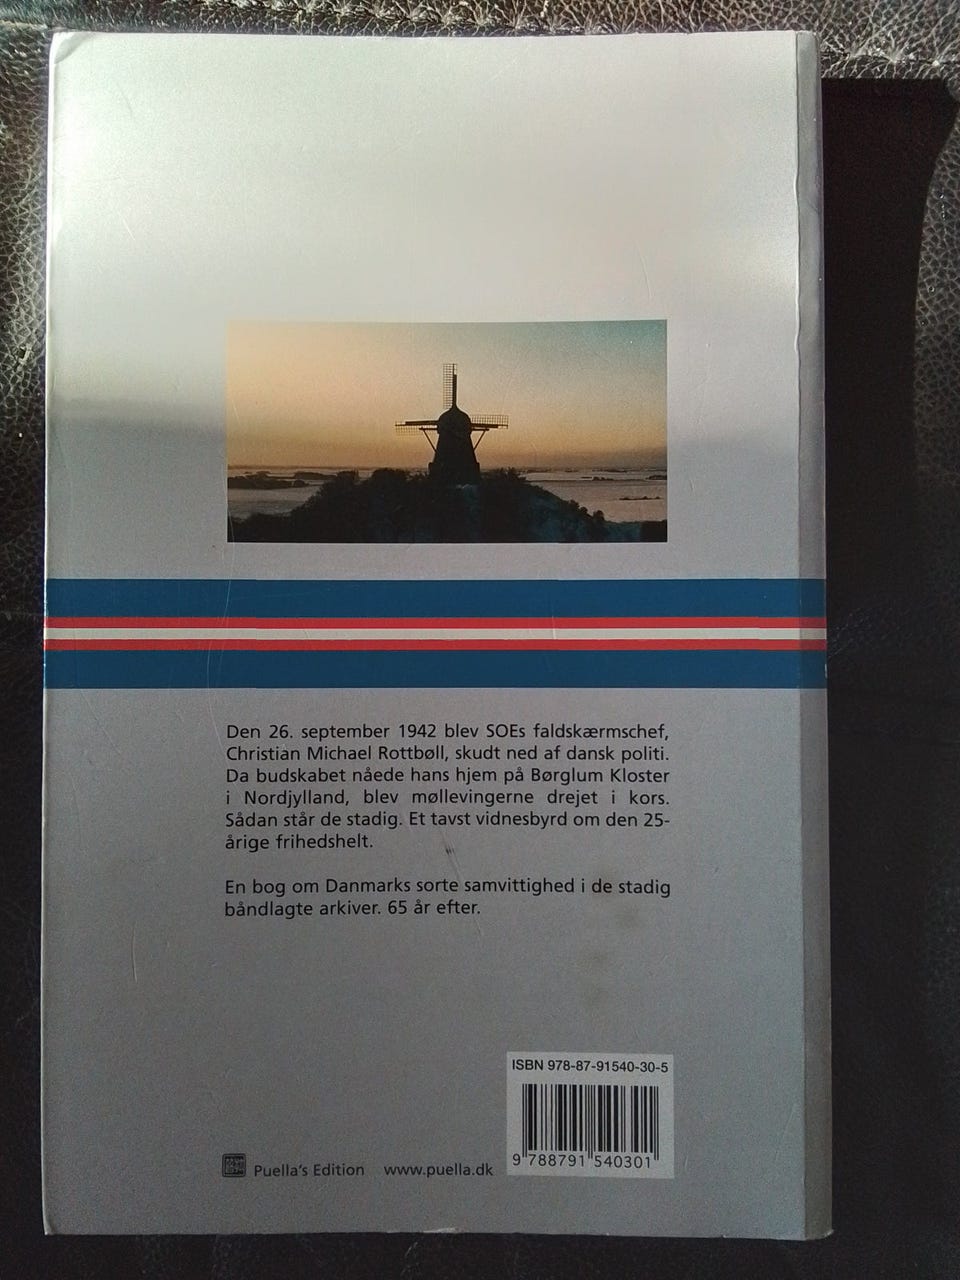 Den 26. september 1942 blev SOEs faldskærmschef,
Christian Michael Rottbøll, skudt ned af dansk politi.
Da budskabet nåede hans hjem på Børglum Kloster
i Nordjylland, blev møllevingerne drejet i kors.
Sådan står de stadig. Et tavst vidnesbyrd om den 25-
årige frihedshelt.
En bog om Danmarks sorte samvittighed i de stadig
båndlagte arkiver. 65 år efter.
ISBN 978-87-91540-30-5
9 788791 540301
Puella's Edition www.puella.dk